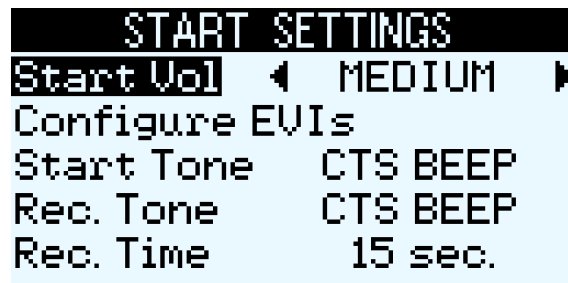 START SETTINGS
Start Vol ◀ MEDIUM ▶
Configure EVIs
Start Tone CTS BEEP
Rec. Tone CTS BEEP
Rec. Time 15 sec.